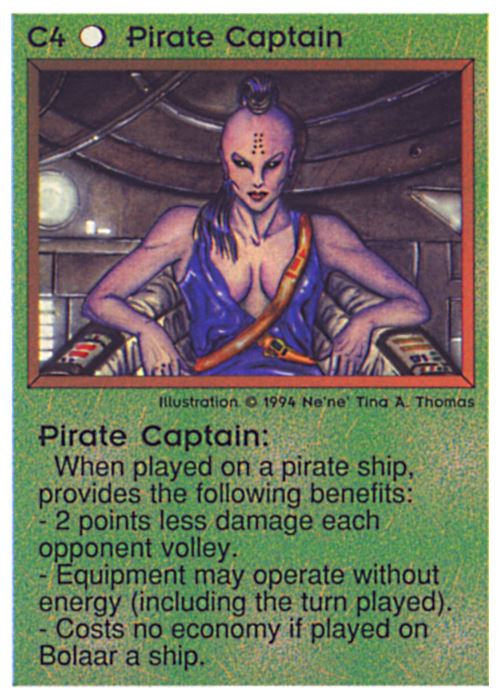 C4 Pirate Captain
Illustration © 1994 Ne'ne' Tina A. Thomas
Pirate Captain:
When played on a pirate ship,
provides the following benefits:
- 2 points less damage each
opponent volley.
- Equipment may operate without
energy (including the turn played).
- Costs no economy if played on
Bolaar a ship.